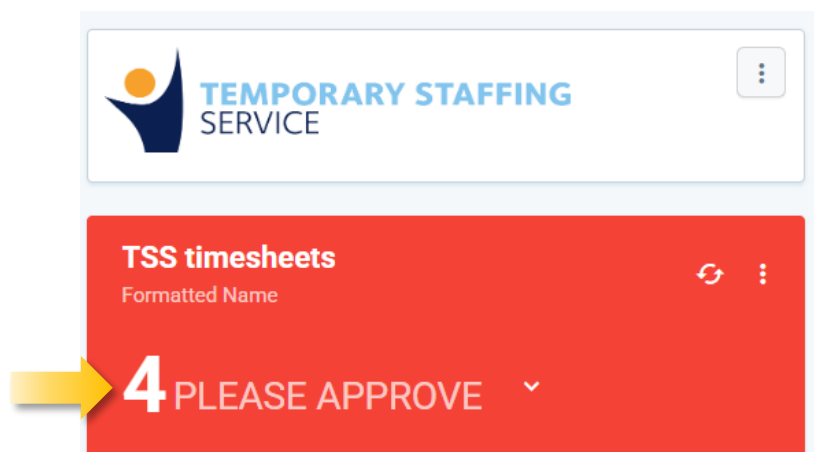 TEMPORARY STAFFING
SERVICE
TSS timesheets
Formatted Name
4 PLEASE APPROVE